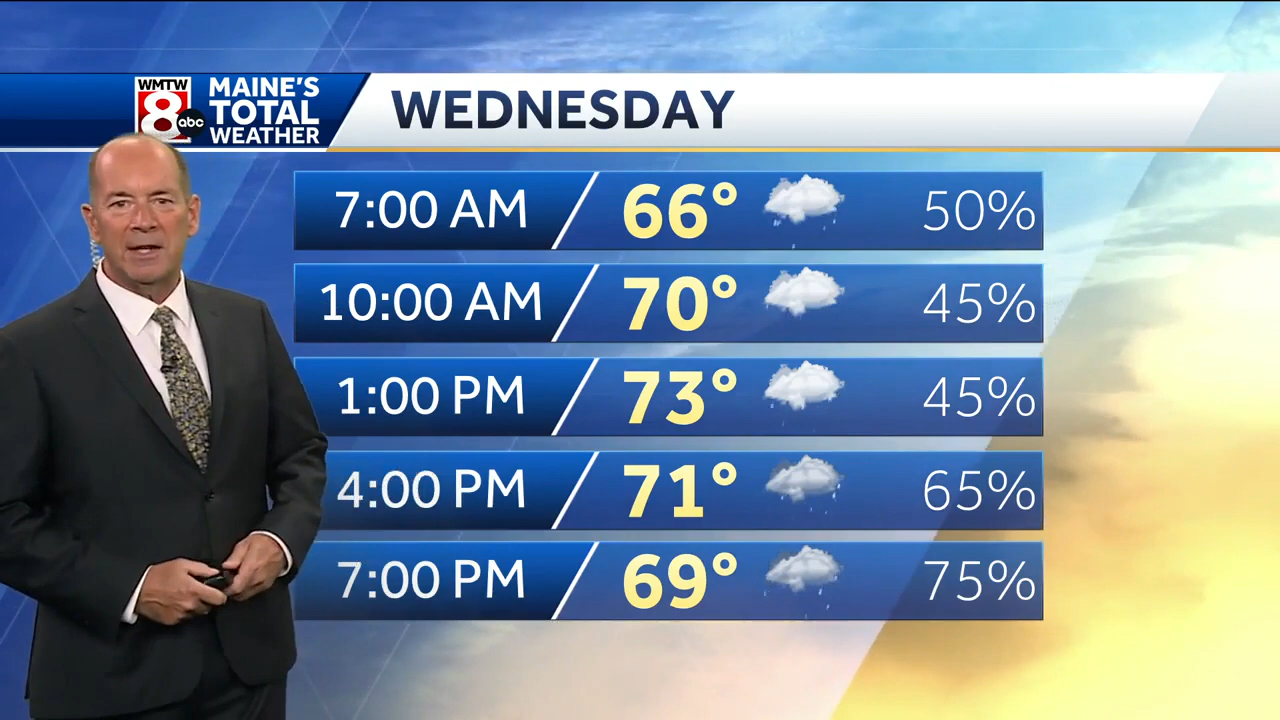 WMTW
8
abc
MAINE'S
TOTAL
WEATHER
WEDNESDAY
7:00 AM 66° 50%
10:00 AM 70° 45%
1:00 PM 73° 45%
4:00 PM 71° 65%
7:00 PM 69° 75%